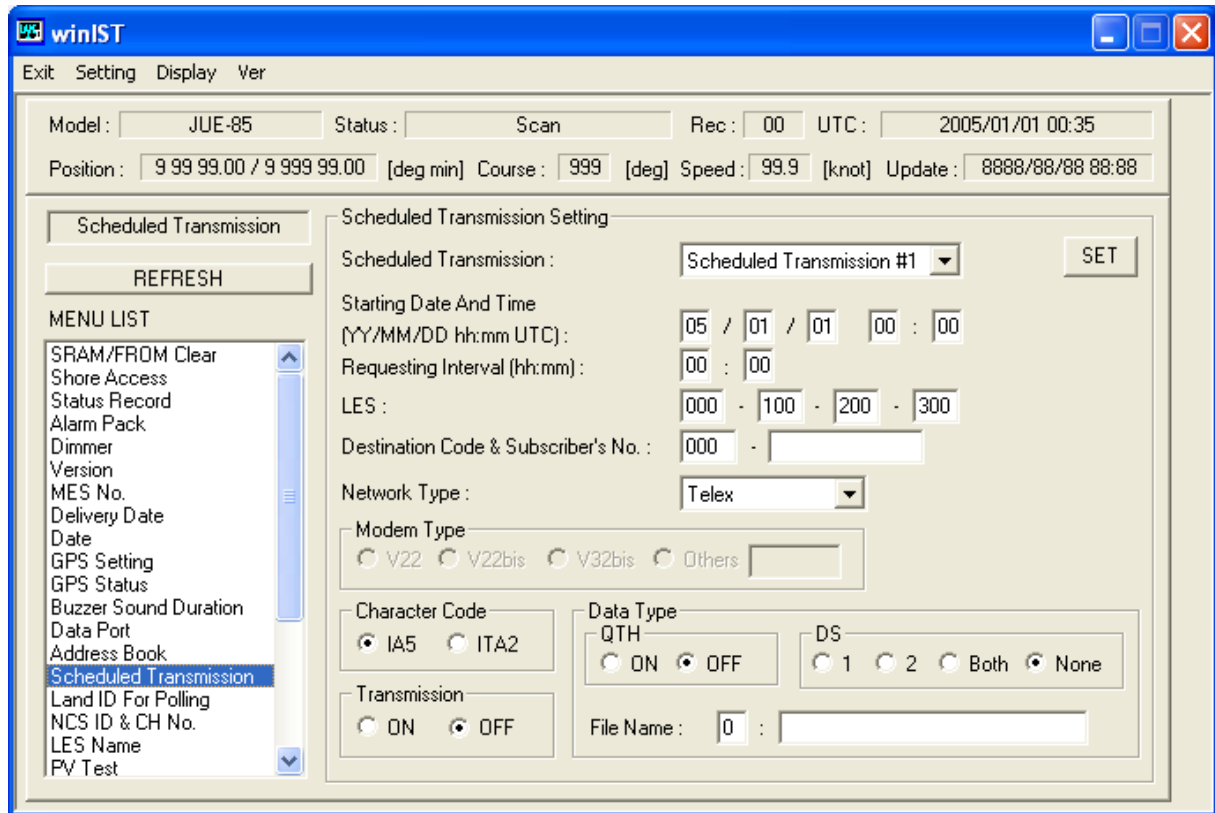 winIST
Exit Setting Display Ver
Model : JUE-85 Status : Scan Rec : 00 UTC : 2005/01/01 00:35
Position : 9 99 99.00 / 9 999 99.00 [deg min] Course : 999 [deg] Speed : 99.9 [knot] Update : 8888/88/88 88:88
Scheduled Transmission
REFRESH
MENU LIST
SRAM/FROM Clear
Shore Access
Status Record
Alarm Pack
Dimmer
Version
MES No.
Delivery Date
Date
GPS Setting
GPS Status
Buzzer Sound Duration
Data Port
Address Book
Scheduled Transmission
Land ID For Polling
NCS ID & CH No.
LES Name
PV Test
Scheduled Transmission Setting
Scheduled Transmission : Scheduled Transmission #1 SET
Starting Date And Time
(YY/MM/DD hh:mm UTC) : 05 / 01 / 01 00 : 00
Requesting Interval (hh:mm) : 00 : 00
LES : 000 - 100 - 200 - 300
Destination Code & Subscriber's No. : 000 -
Network Type : Telex
Modem Type
V22 V22bis V32bis Others
Character Code
IA5 ITA2
Transmission
ON OFF
Data Type
QTH
ON OFF
DS
1 2 Both None
File Name : 0 :